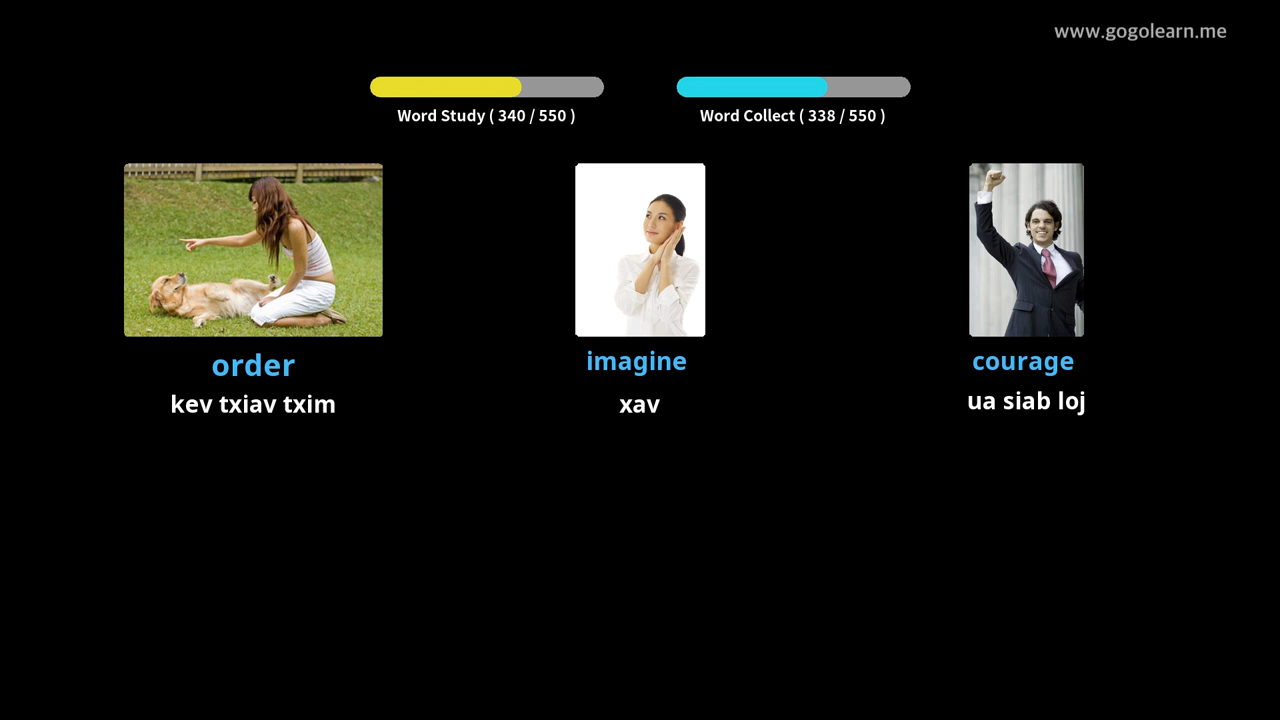 www.gogolearn.me
Word Study ( 340 / 550 )
Word Collect ( 338 / 550 )
order
imagine
courage
kev txiav txim
xav
ua siab loj